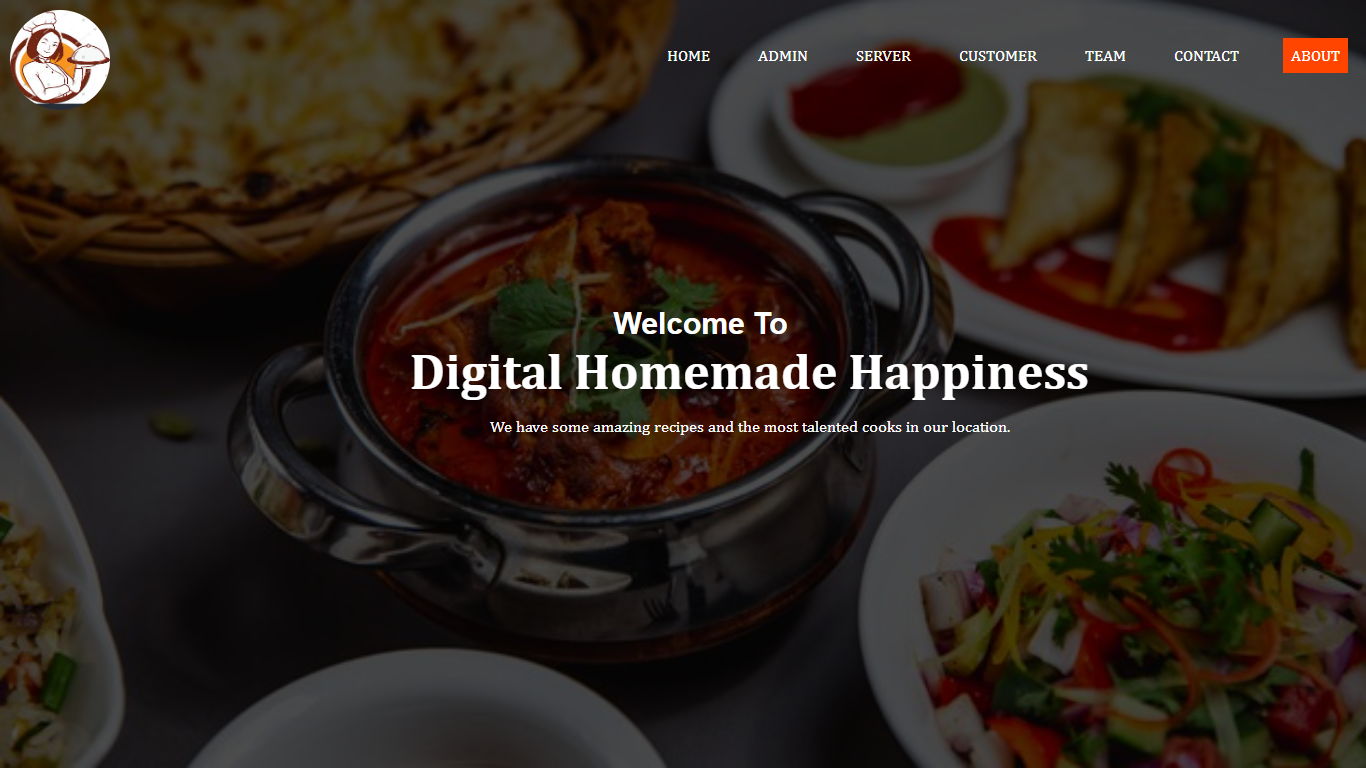 HOME ADMIN SERVER CUSTOMER TEAM CONTACT ABOUT
Welcome To
Digital Homemade Happiness
We have some amazing recipes and the most talented cooks in our location.